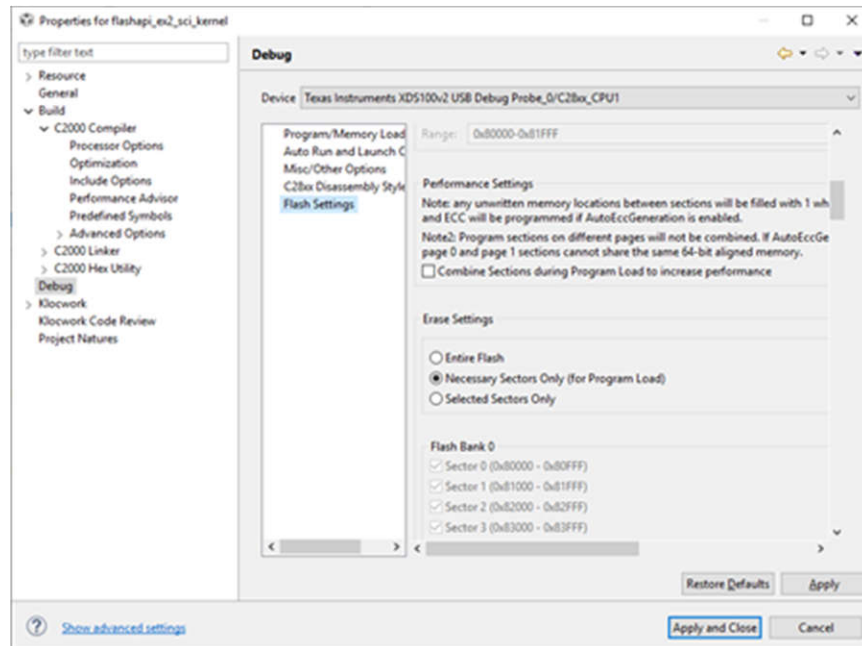 Properties for flashapi_ex2_sci_kernel
type filter text
Resource
General
Build
C2000 Compiler
Processor Options
Optimization
Include Options
Performance Advisor
Predefined Symbols
Advanced Options
C2000 Linker
C2000 Hex Utility
Debug
Klocwork
Klocwork Code Review
Project Natures
Debug
Device Texas Instruments XDS100v2 USB Debug Probe_0/C28xx_CPU1
Program/Memory Load
Auto Run and Launch C
Misc/Other Options
C28xx Disassembly Style
Flash Settings
Range: 0x80000-0x81FFF
Performance Settings
Note: any unwritten memory locations between sections will be filled with 1 wh
and ECC will be programmed if AutoEccGeneration is enabled.
Note2: Program sections on different pages will not be combined. If AutoEccGe
page 0 and page 1 sections cannot share the same 64-bit aligned memory.
Combine Sections during Program Load to increase performance
Erase Settings
Entire Flash
Necessary Sectors Only (for Program Load)
Selected Sectors Only
Flash Bank 0
Sector 0 (0x80000 - 0x80FFF)
Sector 1 (0x81000 - 0x81FFF)
Sector 2 (0x82000 - 0x82FFF)
Sector 3 (0x83000 - 0x83FFF)
Restore Defaults Apply
? Show advanced settings Apply and Close Cancel